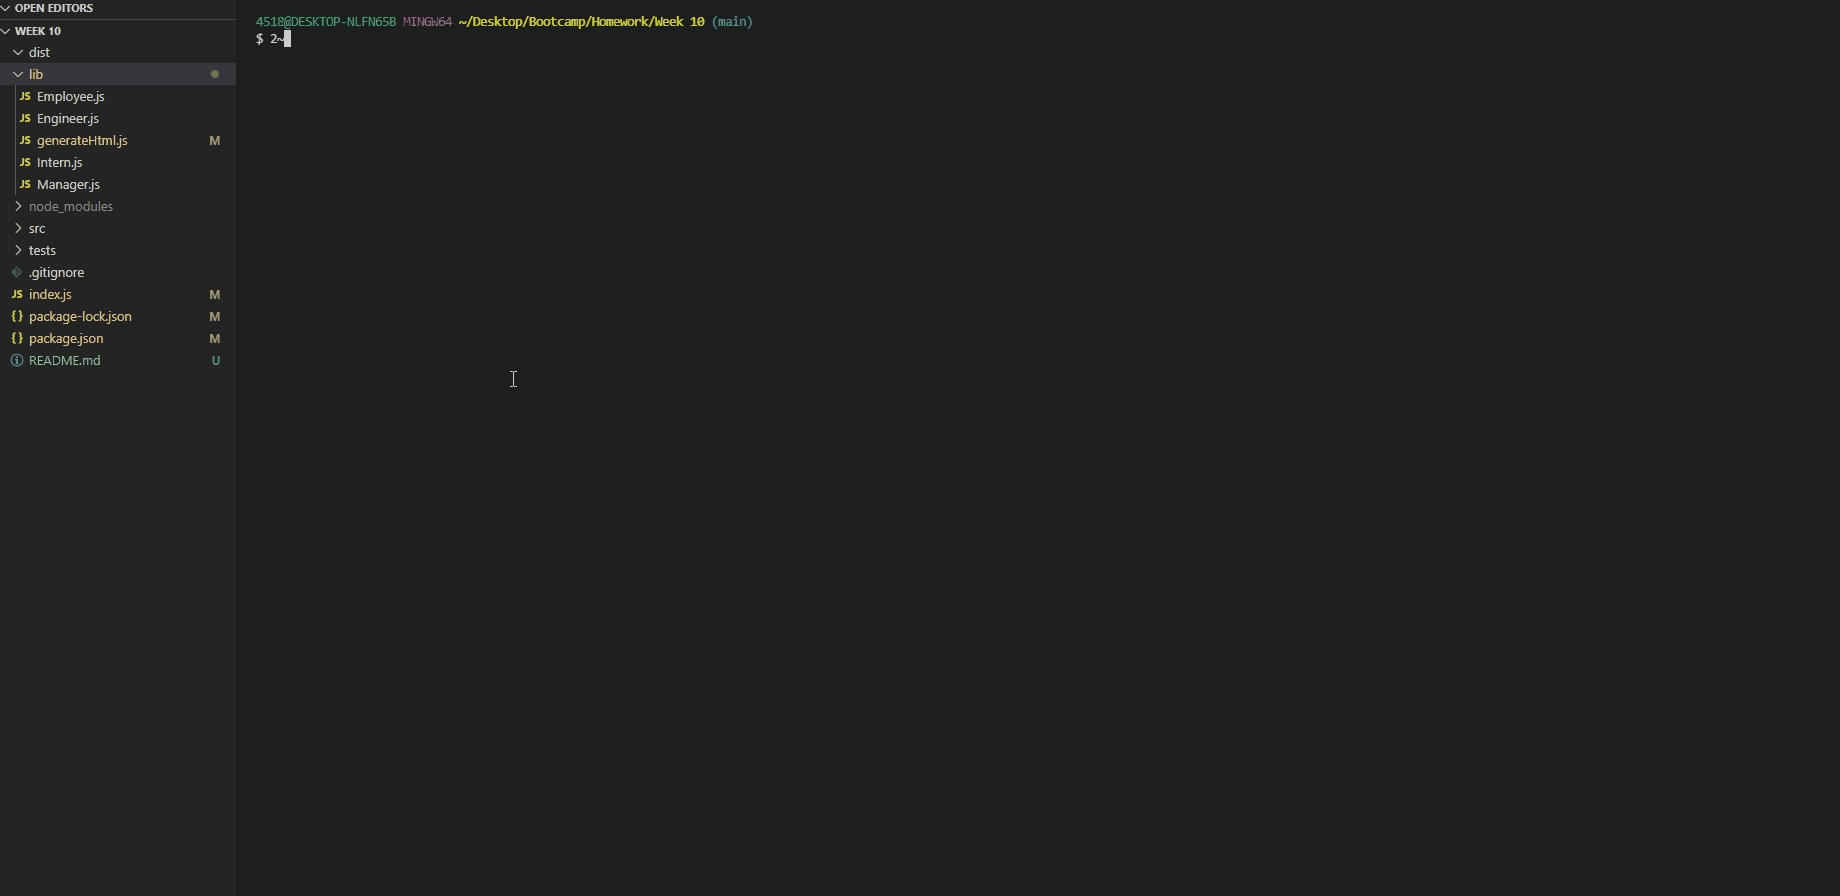 OPEN EDITORS
WEEK 10
dist
lib
JS Employee.js
JS Engineer.js
JS generateHtml.js M
JS Intern.js
JS Manager.js
node_modules
src
tests
.gitignore
JS index.js M
{} package-lock.json M
{} package.json M
README.md U
4518@DESKTOP-NLFN65B MINGW64 ~/Desktop/Bootcamp/Homework/Week 10 (main)
$ 2~